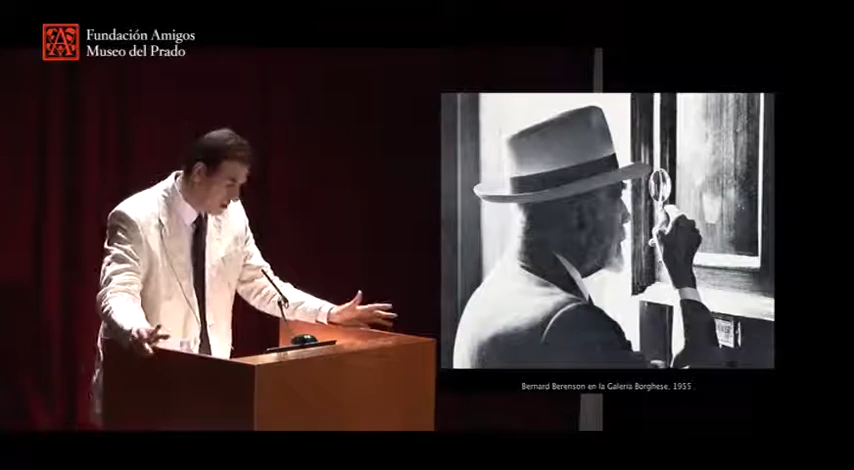 Fundación Amigos
Museo del Prado
Bernard Berenson en la Galería Borghese, 1955